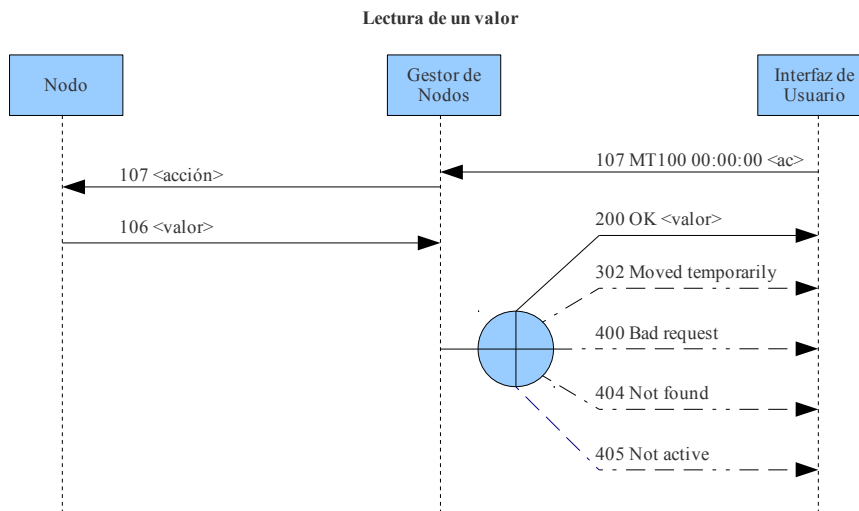 Lectura de un valor
Nodo
Gestor de
Nodos
Interfaz de
Usuario
107 MT100 00:00:00 <ac>
107 <acción>
106 <valor>
200 OK <valor>
302 Moved temporarily
400 Bad request
404 Not found
405 Not active